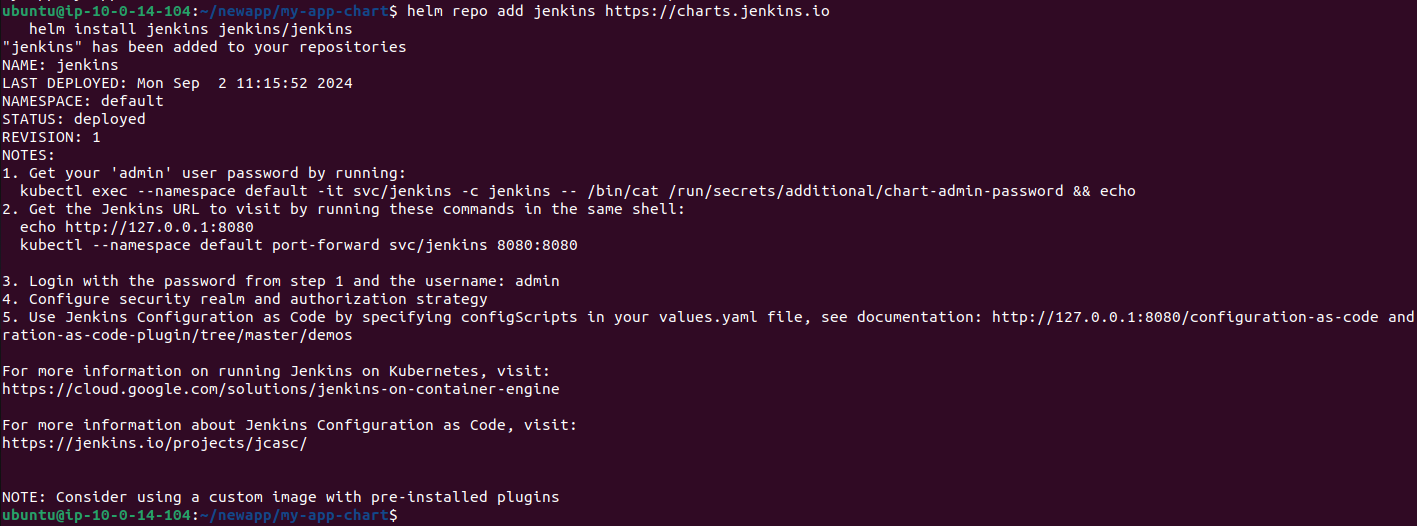 ubuntu@ip-10-0-14-104:~/newapp/my-app-chart$ helm repo add jenkins https://charts.jenkins.io
   helm install jenkins jenkins/jenkins
"jenkins" has been added to your repositories
NAME: jenkins
LAST DEPLOYED: Mon Sep  2 11:15:52 2024
NAMESPACE: default
STATUS: deployed
REVISION: 1
NOTES:
1. Get your 'admin' user password by running:
  kubectl exec --namespace default -it svc/jenkins -c jenkins -- /bin/cat /run/secrets/additional/chart-admin-password && echo
2. Get the Jenkins URL to visit by running these commands in the same shell:
  echo http://127.0.0.1:8080
  kubectl --namespace default port-forward svc/jenkins 8080:8080

3. Login with the password from step 1 and the username: admin
4. Configure security realm and authorization strategy
5. Use Jenkins Configuration as Code by specifying configScripts in your values.yaml file, see documentation: http://127.0.0.1:8080/configuration-as-code and
ration-as-code-plugin/tree/master/demos

For more information on running Jenkins on Kubernetes, visit:
https://cloud.google.com/solutions/jenkins-on-container-engine

For more information about Jenkins Configuration as Code, visit:
https://jenkins.io/projects/jcasc/


NOTE: Consider using a custom image with pre-installed plugins
ubuntu@ip-10-0-14-104:~/newapp/my-app-chart$